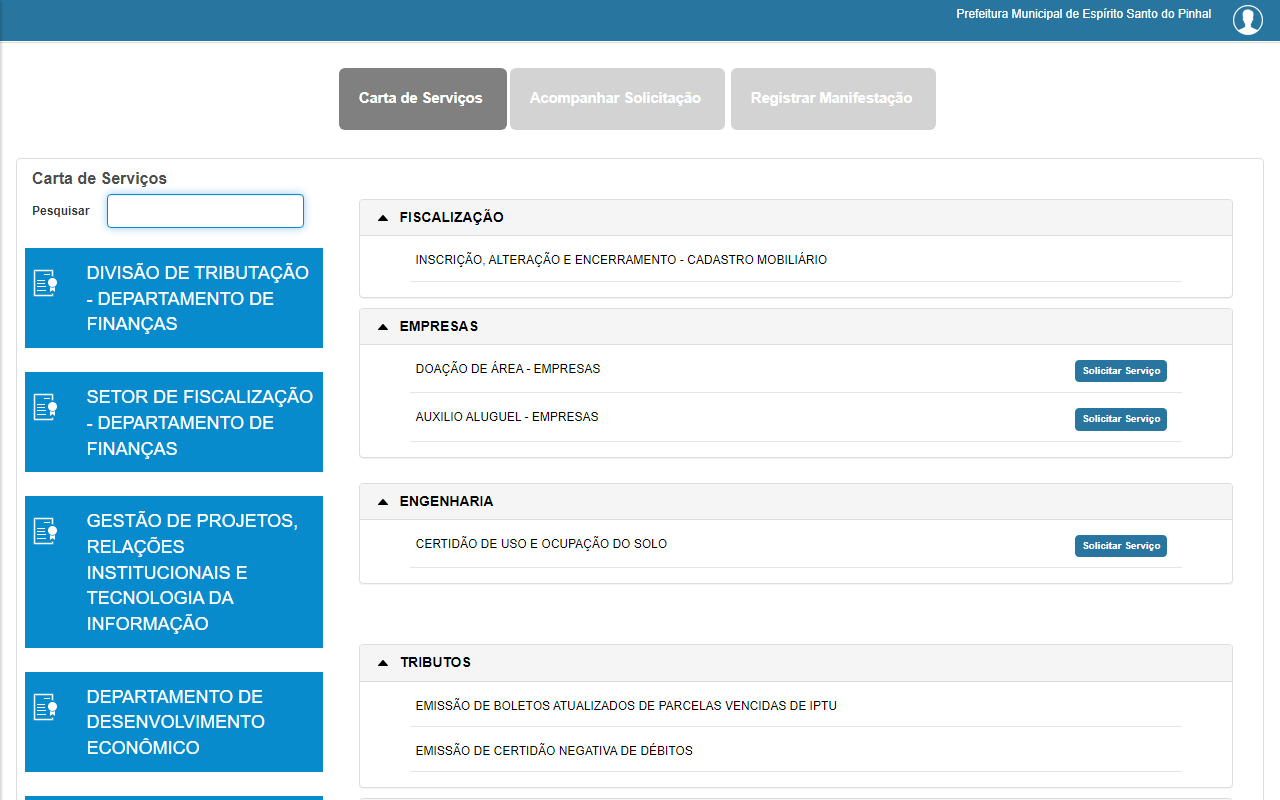 Prefeitura Municipal de Espírito Santo do Pinhal
Carta de Serviços
Acompanhar Solicitação
Registrar Manifestação
Carta de Serviços
Pesquisar
DIVISÃO DE TRIBUTAÇÃO
- DEPARTAMENTO DE
FINANÇAS
SETOR DE FISCALIZAÇÃO
- DEPARTAMENTO DE
FINANÇAS
GESTÃO DE PROJETOS,
RELAÇÕES
INSTITUCIONAIS E
TECNOLOGIA DA
INFORMAÇÃO
DEPARTAMENTO DE
DESENVOLVIMENTO
ECONÔMICO
FISCALIZAÇÃO
INSCRIÇÃO, ALTERAÇÃO E ENCERRAMENTO - CADASTRO MOBILIÁRIO
EMPRESAS
DOAÇÃO DE ÁREA - EMPRESAS
Solicitar Serviço
AUXILIO ALUGUEL - EMPRESAS
Solicitar Serviço
ENGENHARIA
CERTIDÃO DE USO E OCUPAÇÃO DO SOLO
Solicitar Serviço
TRIBUTOS
EMISSÃO DE BOLETOS ATUALIZADOS DE PARCELAS VENCIDAS DE IPTU
EMISSÃO DE CERTIDÃO NEGATIVA DE DÉBITOS